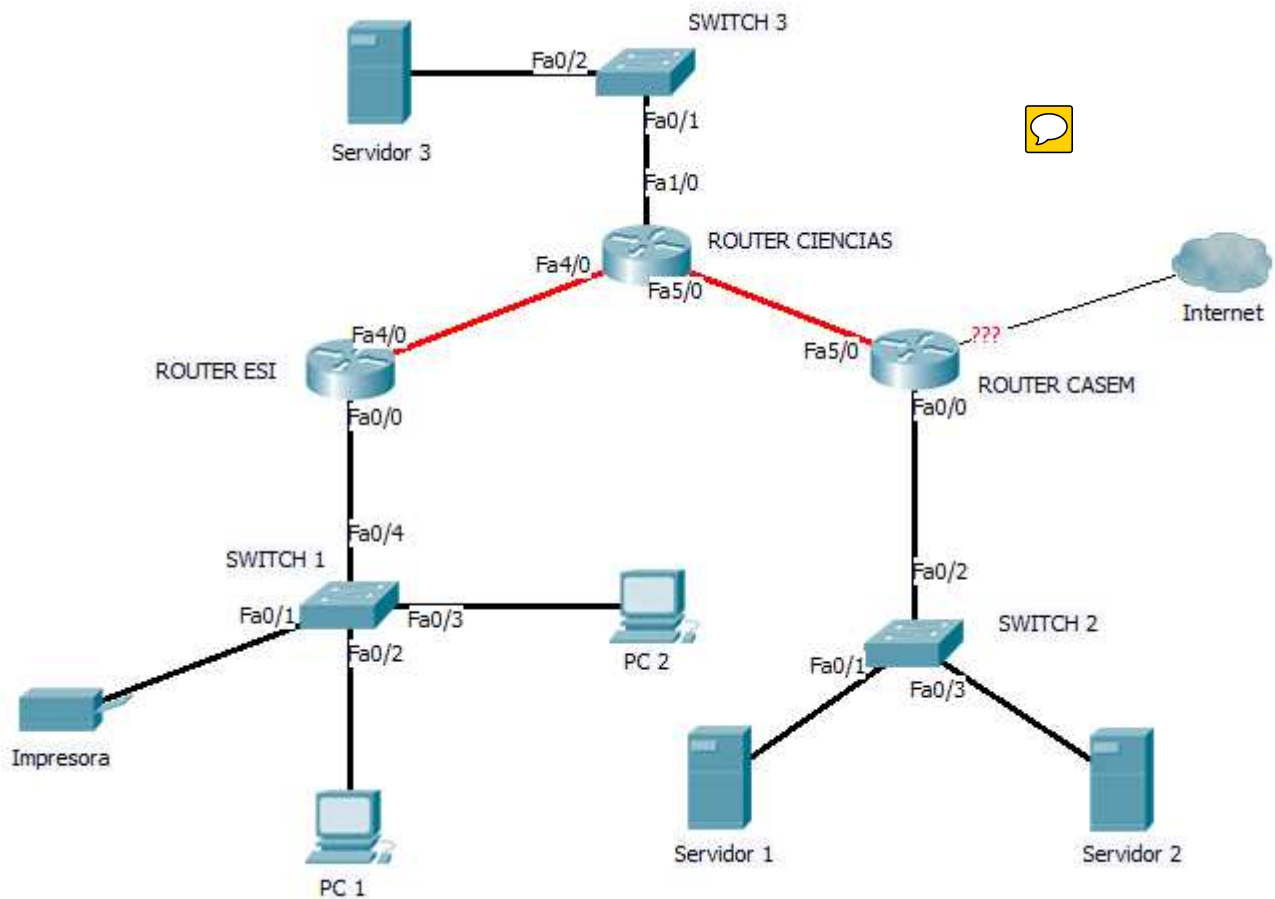 SWITCH 3
Fa0/2
Servidor 3
Fa0/1
Fa1/0
ROUTER CIENCIAS
Fa4/0
Fa5/0
Internet
Fa4/0
ROUTER ESI
Fa0/0
Fa5/0
???
ROUTER CASEM
Fa0/0
Fa0/4
SWITCH 1
Fa0/1
Fa0/3
Fa0/2
PC 2
Impresora
PC 1
Fa0/2
SWITCH 2
Fa0/1
Fa0/3
Servidor 1
Servidor 2